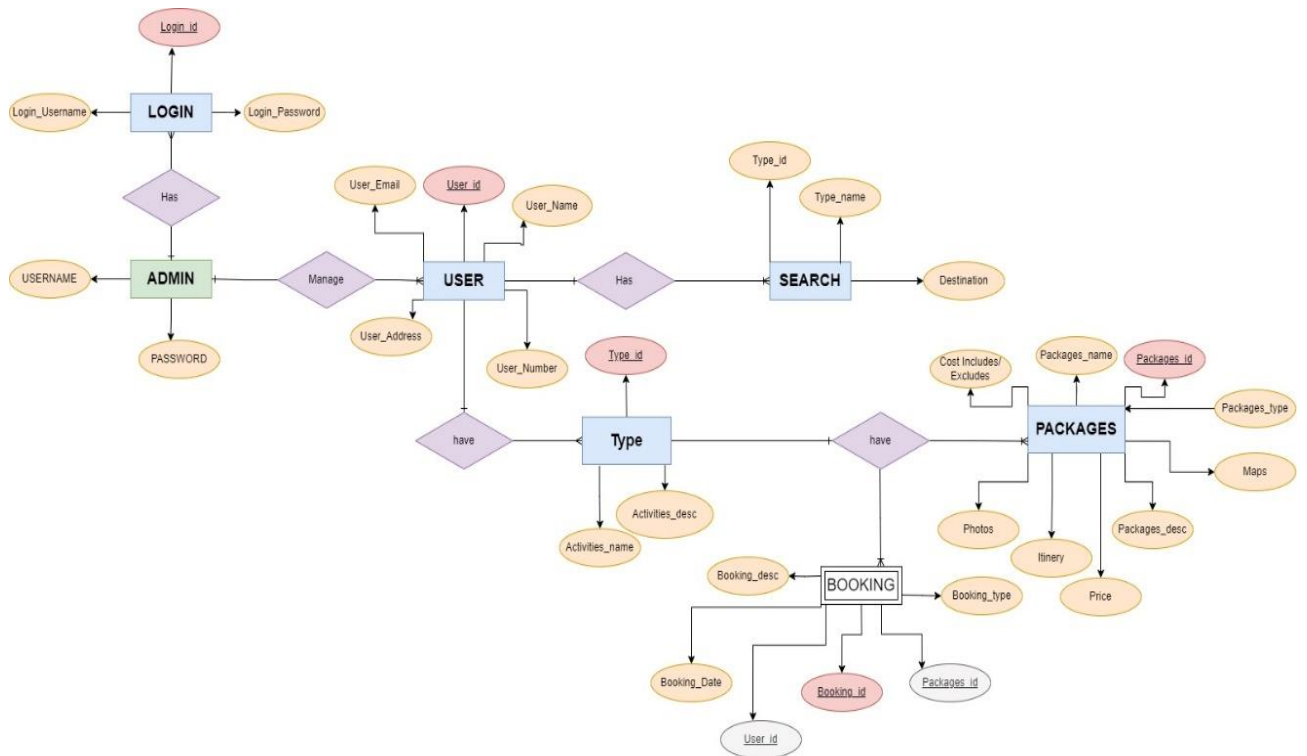 Login_id
Login_Username
LOGIN
Login_Password
Has
User_Email
User_id
User_Name
Type_id
Type_name
USERNAME
ADMIN
Manage
USER
Has
SEARCH
Destination
PASSWORD
User_Address
User_Number
Type_id
Cost Includes/
Excludes
Packages_name
Packages_id
Packages_type
have
Type
have
PACKAGES
Maps
Activities_name
Activities_desc
Photos
Itinery
Price
Packages_desc
Booking_desc
BOOKING
Booking_type
Booking_Date
User_id
Booking_id
Packages_id